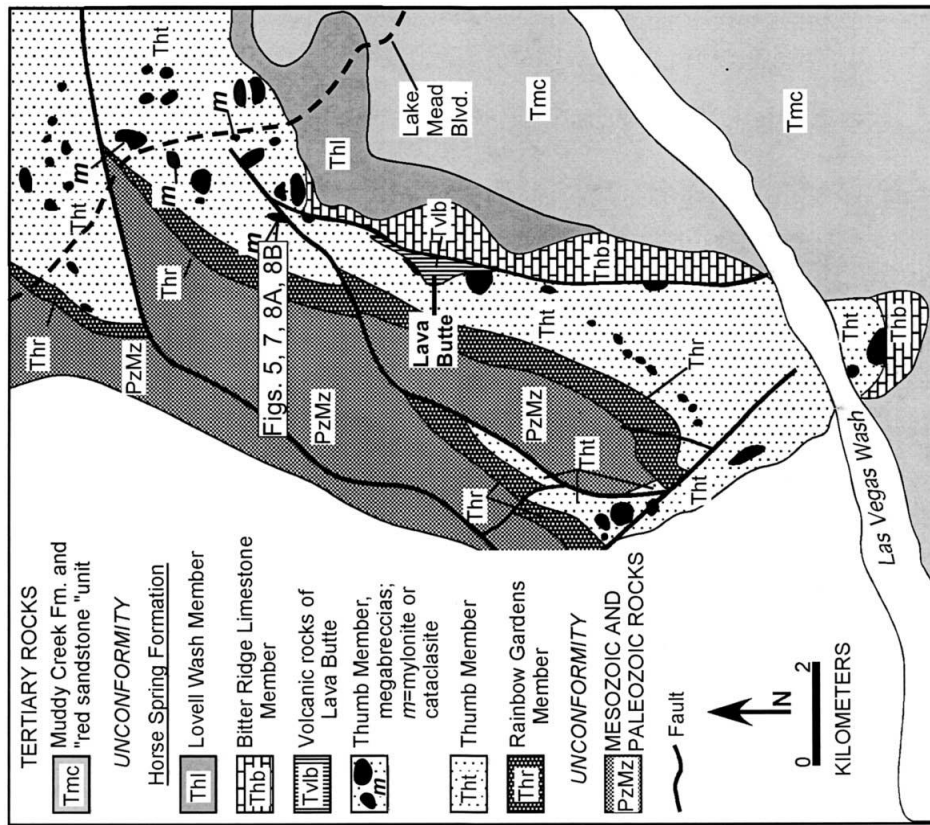 TERTIARY ROCKS
Tmc
Muddy Creek Fm. and
"red sandstone "unit
UNCONFORMITY
Horse Spring Formation
Thl
Lovell Wash Member
Thb
Bitter Ridge Limestone
Member
Tvlb
Volcanic rocks of
Lava Butte
m
Thumb Member,
megabreccias;
m=mylonite or
cataclasite
Tht
Thumb Member
Thr
Rainbow Gardens
Member
UNCONFORMITY
PzMz
MESOZOIC AND
PALEOZOIC ROCKS
Fault
N
0 2
KILOMETERS
Thr
PzMz
Tht
Thr
m
m
m
m
Tht
Figs. 5, 7, 8A, 8B
PzMz
Thl
Lake
Mead
Blvd.
Tmc
Lava
Butte
Tvlb
Thb
PzMz
Tht
Thr
Thr
Tht
Tht
Tht
Thb
Tmc
Las Vegas Wash